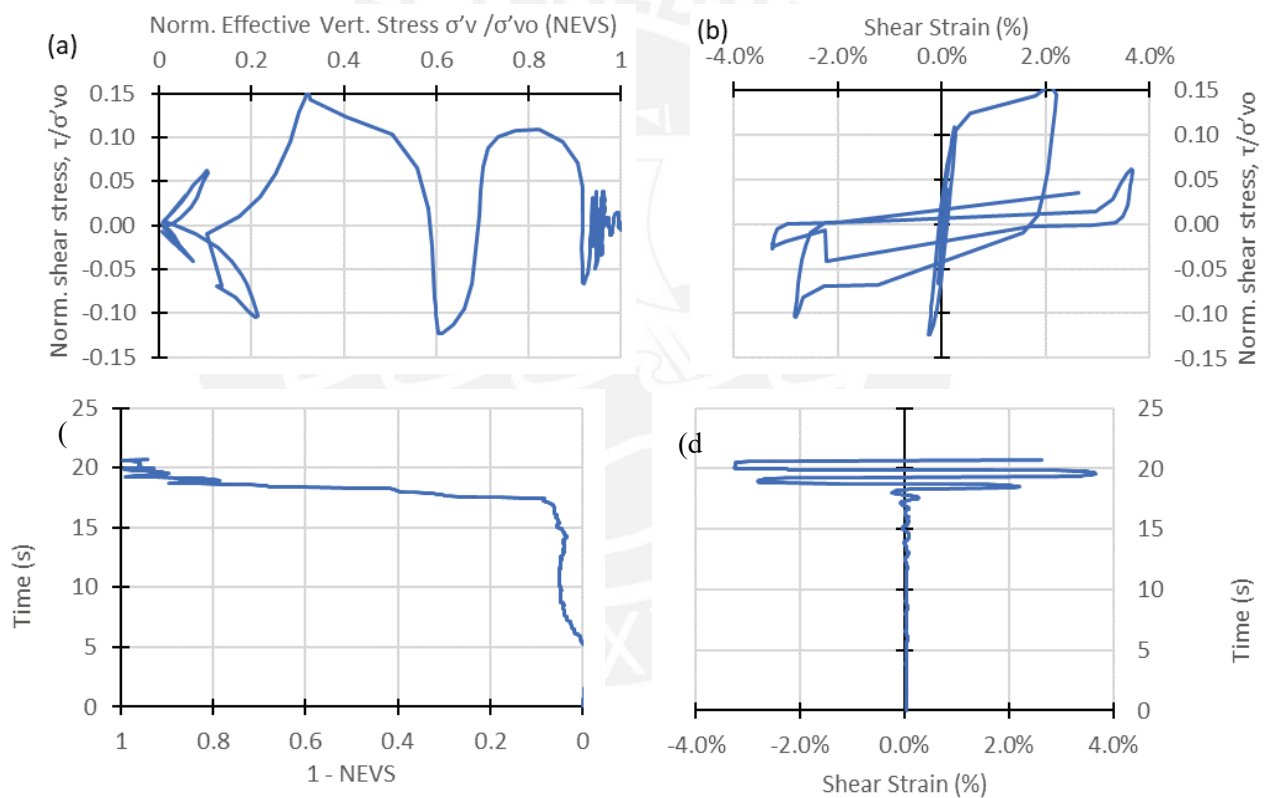 (a)
Norm. Effective Vert. Stress σ'v /σ'vo (NEVS)
0 0.2 0.4 0.6 0.8 1
Norm. shear stress, τ/σ'vo
0.15
0.10
0.05
0.00
-0.05
-0.10
-0.15
(b)
Shear Strain (%)
-4.0% -2.0% 0.0% 2.0% 4.0%
0.15
0.10
0.05
0.00
-0.05
-0.10
-0.15
Norm. shear stress, τ/σ'vo
(
Time (s)
25
20
15
10
5
0
1 0.8 0.6 0.4 0.2 0
1 - NEVS
(d
25
20
15
10
5
0
Time (s)
-4.0% -2.0% 0.0% 2.0% 4.0%
Shear Strain (%)